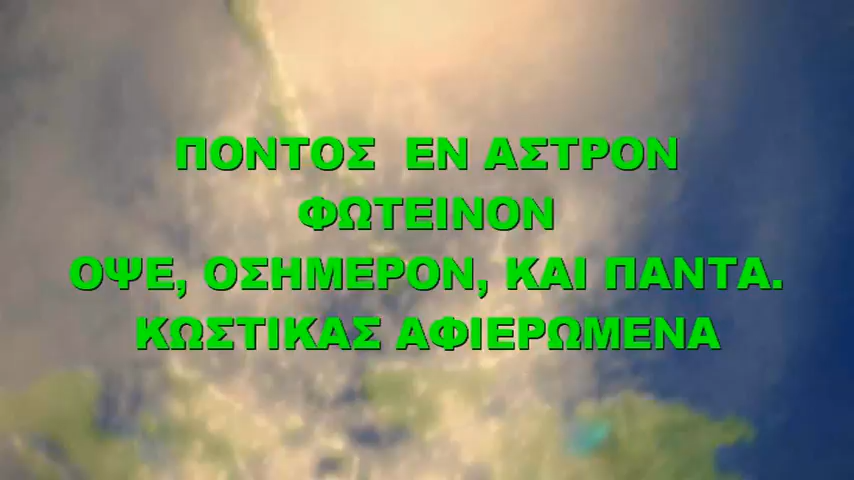 ΠΟΝΤΟΣ ΕΝ ΑΣΤΡΟΝ
ΦΩΤΕΙΝΟΝ
ΟΨΕ, ΟΣΗΜΕΡΟΝ, ΚΑΙ ΠΑΝΤΑ.
ΚΩΣΤΙΚΑΣ ΑΦΙΕΡΩΜΕΝΑ